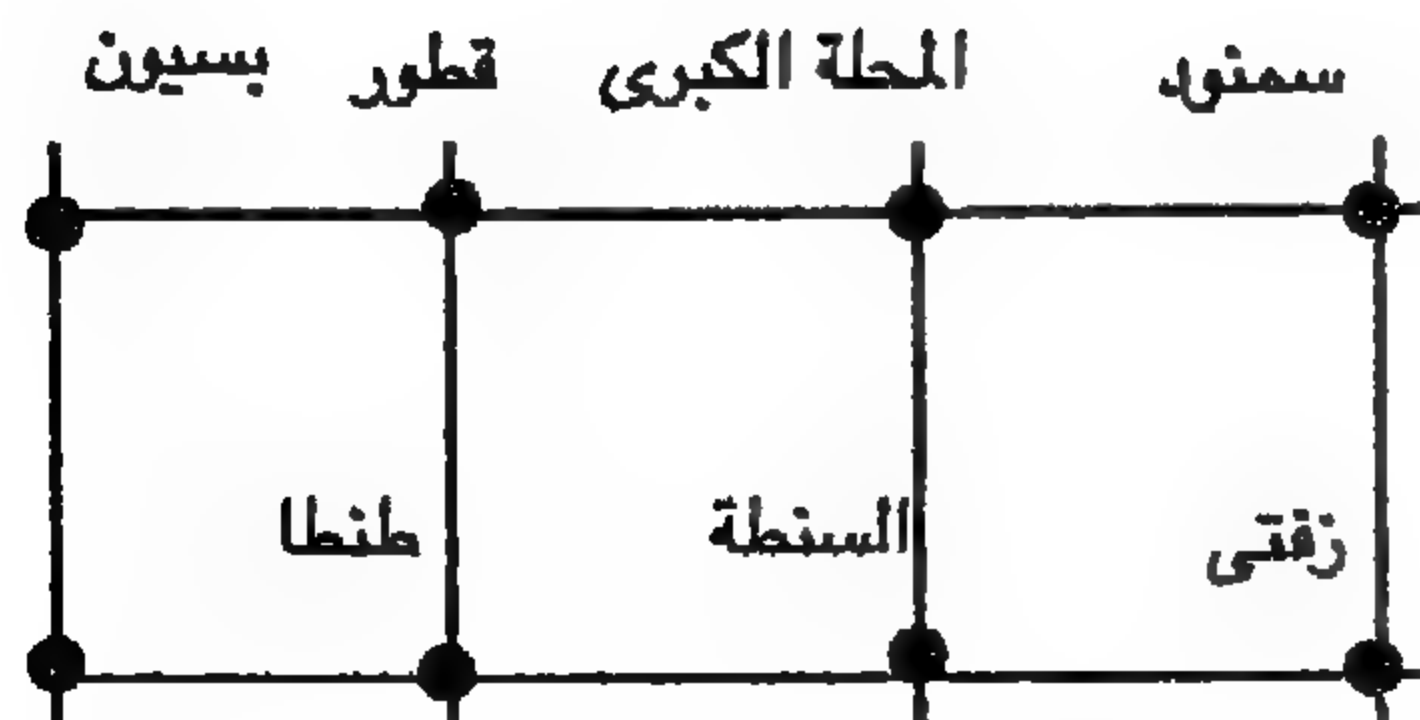 سمنود المحلة الكبرى قطور بسيون
زفتى السنطة طنطا